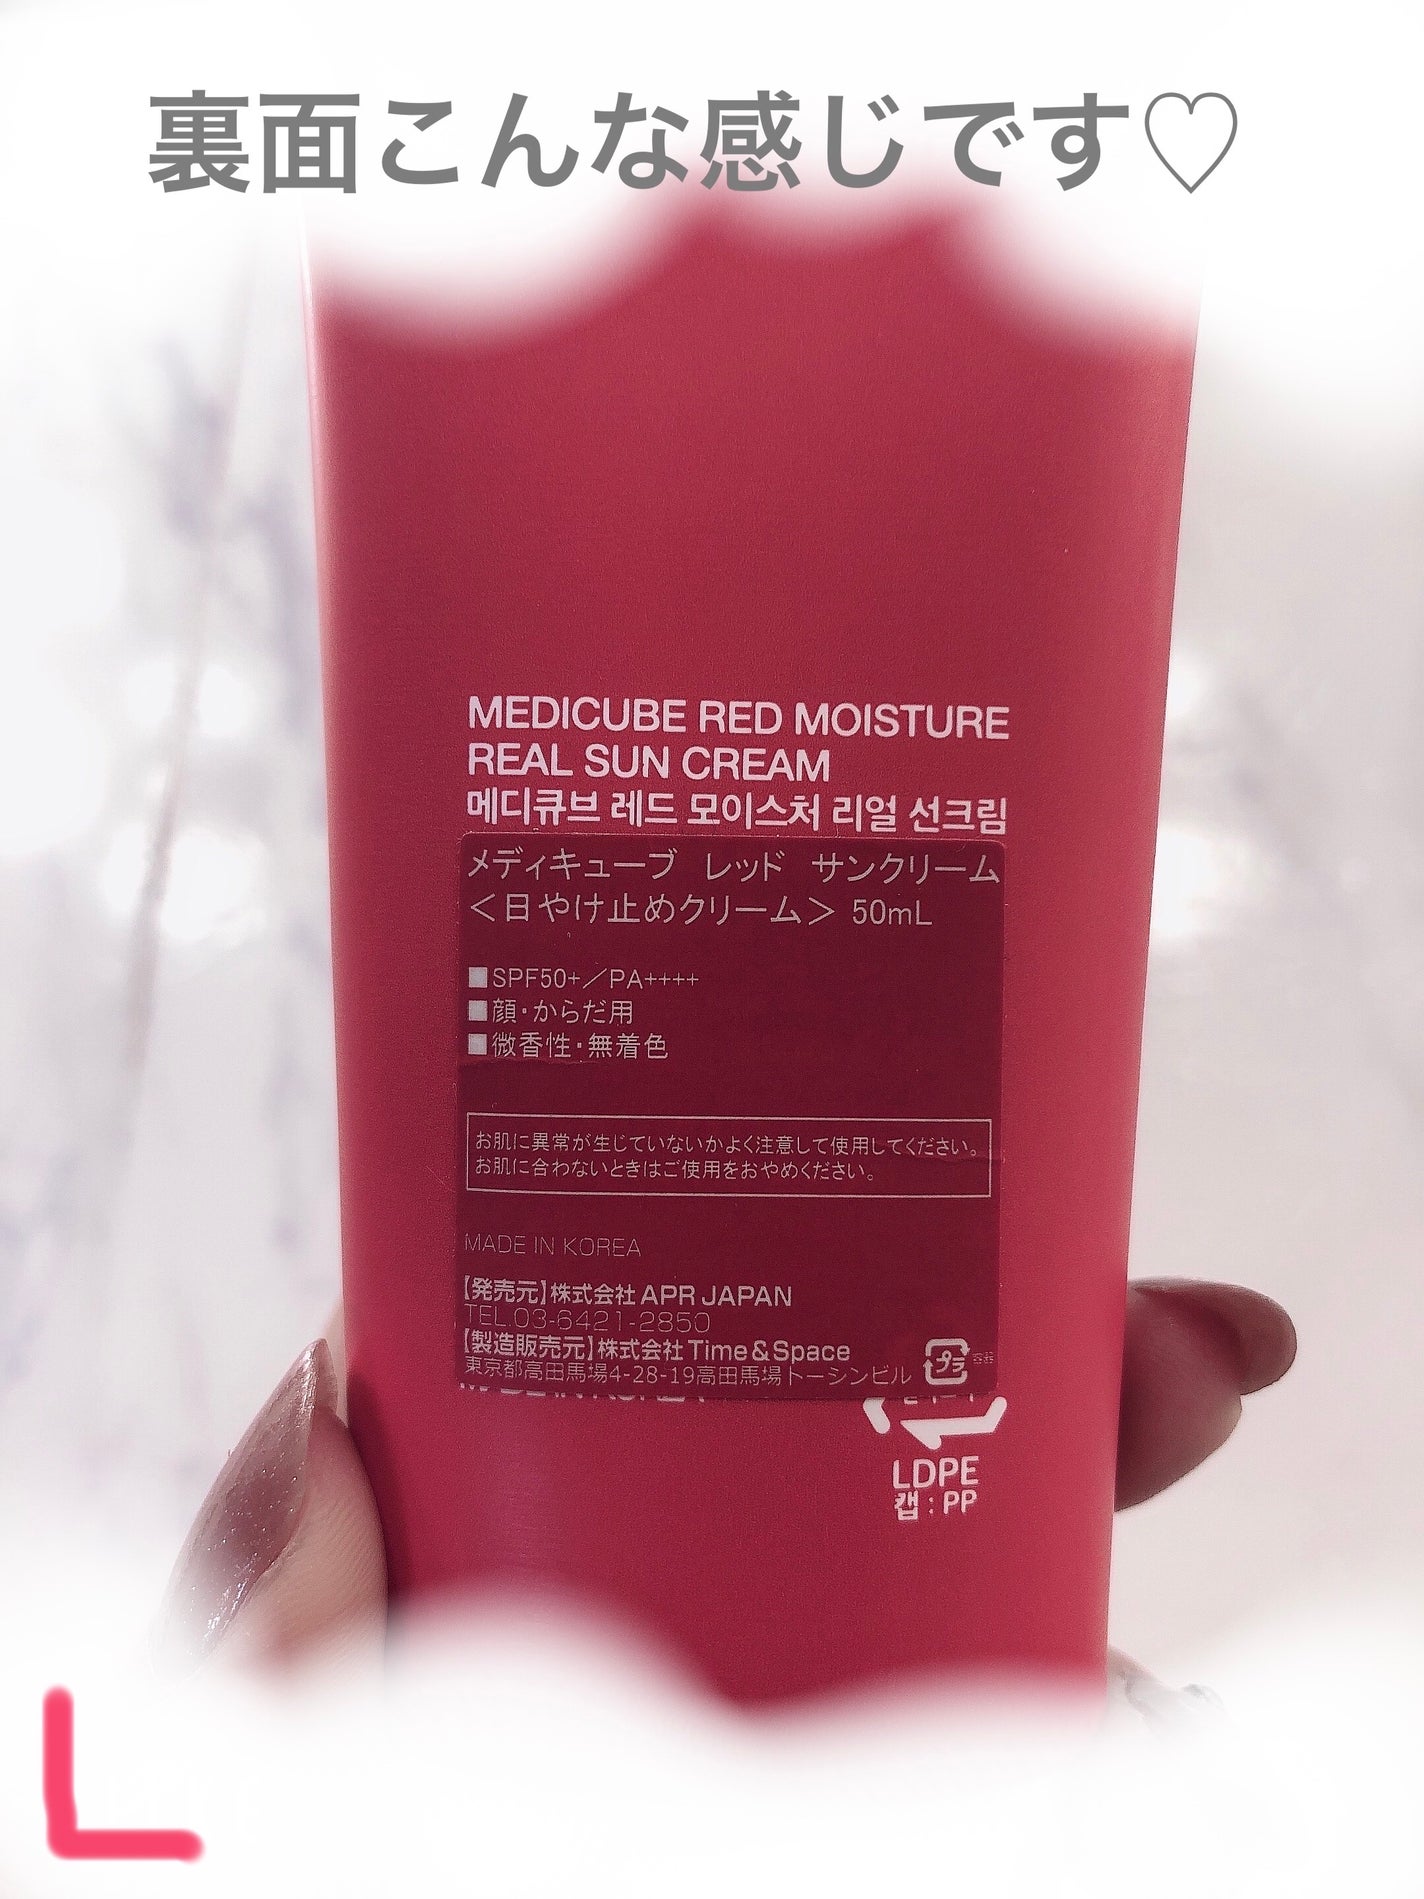 裏面こんな感じです♡
MEDICUBE RED MOISTURE
REAL SUN CREAM
메디큐브 레드 모이스처 리얼 선크림
メディキューブ レッド サンクリーム
＜日やけ止めクリーム＞ 50mL
■SPF50+／PA++++
■顔・からだ用
■微香性・無着色
お肌に異常が生じていないかよく注意して使用してください。
お肌に合わないときはご使用をおやめください。
MADE IN KOREA
【発売元】株式会社 APR JAPAN
TEL.03-6421-2850
【製造販売元】株式会社 Time＆Space
東京都高田馬場4-28-19高田馬場トーシンビル
プラ
LDPE
캡 : PP
L